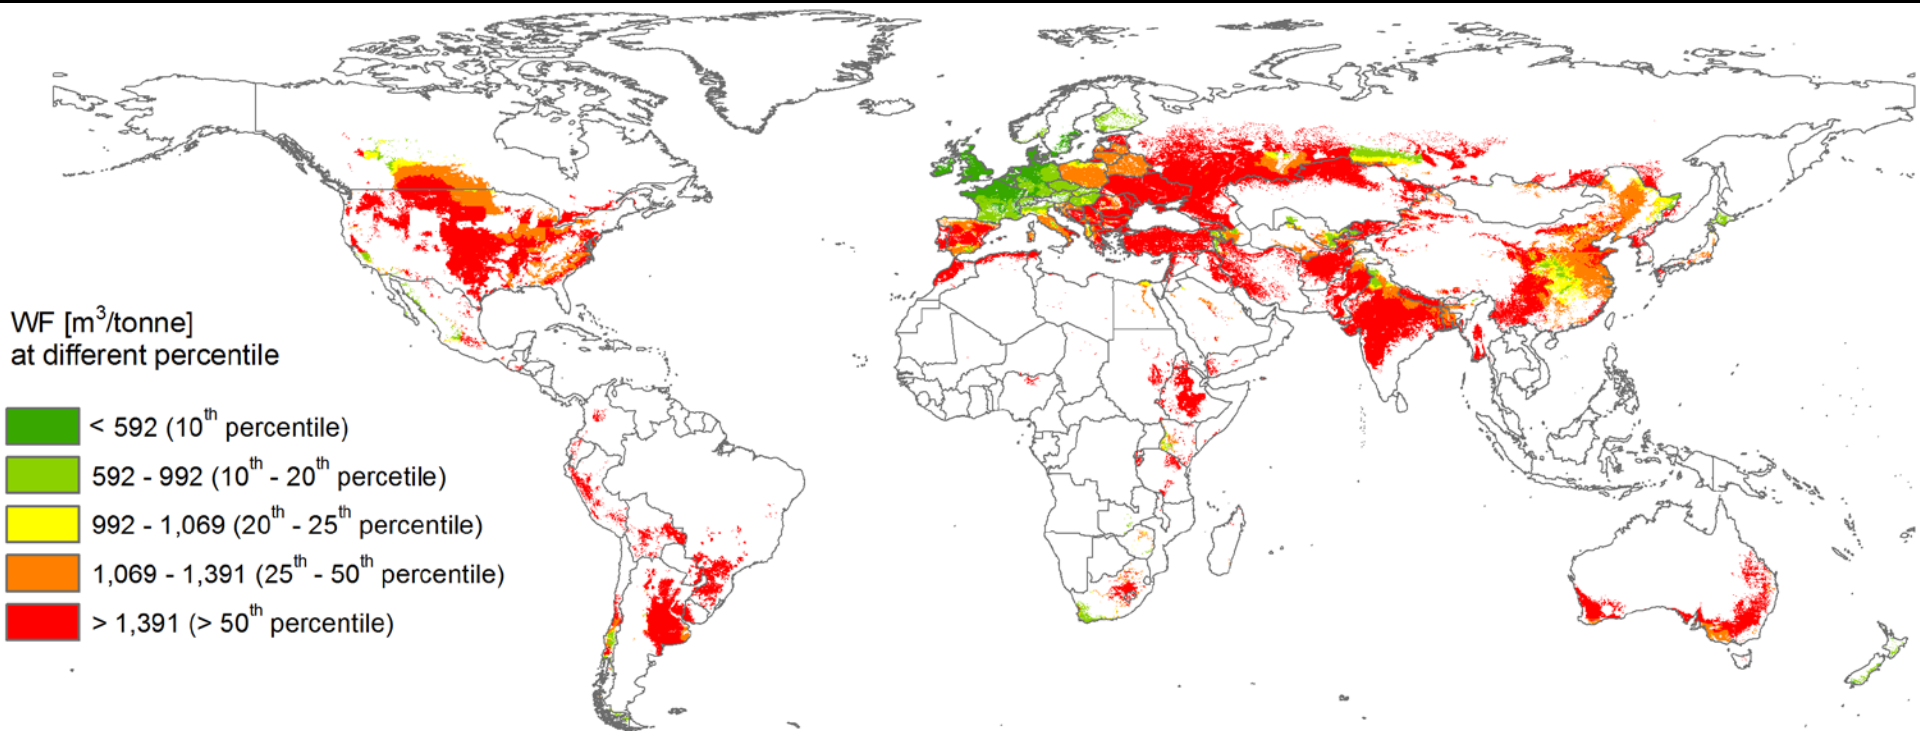 WF [m³/tonne]
at different percentile
< 592 (10th percentile)
592 - 992 (10th - 20th percetile)
992 - 1,069 (20th - 25th percentile)
1,069 - 1,391 (25th - 50th percentile)
> 1,391 (> 50th percentile)